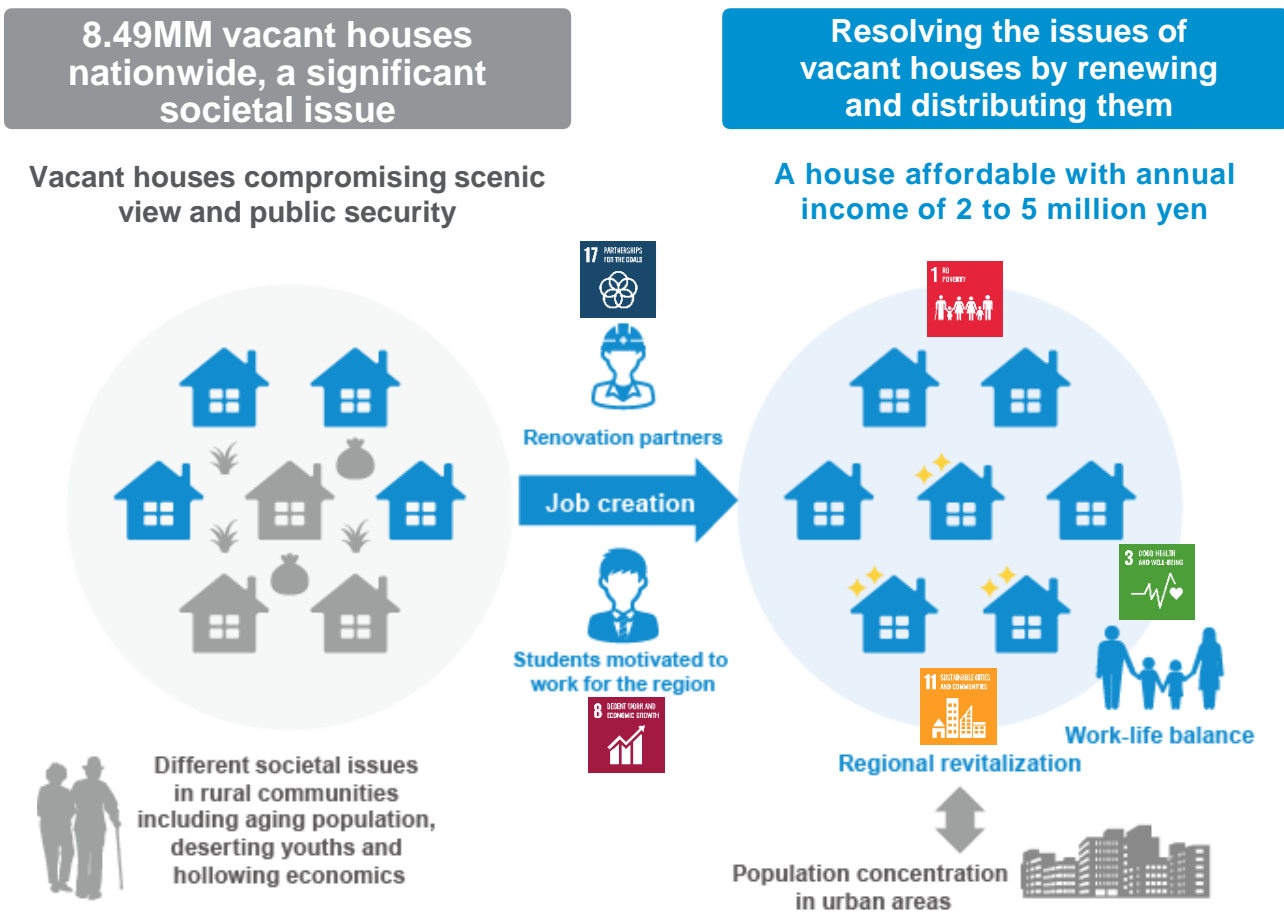 8.49MM vacant houses
nationwide, a significant
societal issue
Vacant houses compromising scenic
view and public security
Different societal issues
in rural communities
including aging population,
deserting youths and
hollowing economics
17 PARTNERSHIPS
FOR THE GOALS
Renovation partners
Job creation
Students motivated to
work for the region
8 DECENT WORK AND
ECONOMIC GROWTH
Resolving the issues of
vacant houses by renewing
and distributing them
A house affordable with annual
income of 2 to 5 million yen
1 NO
POVERTY
3 GOOD HEALTH
AND WELL-BEING
11 SUSTAINABLE CITIES
AND COMMUNITIES
Work-life balance
Regional revitalization
Population concentration
in urban areas